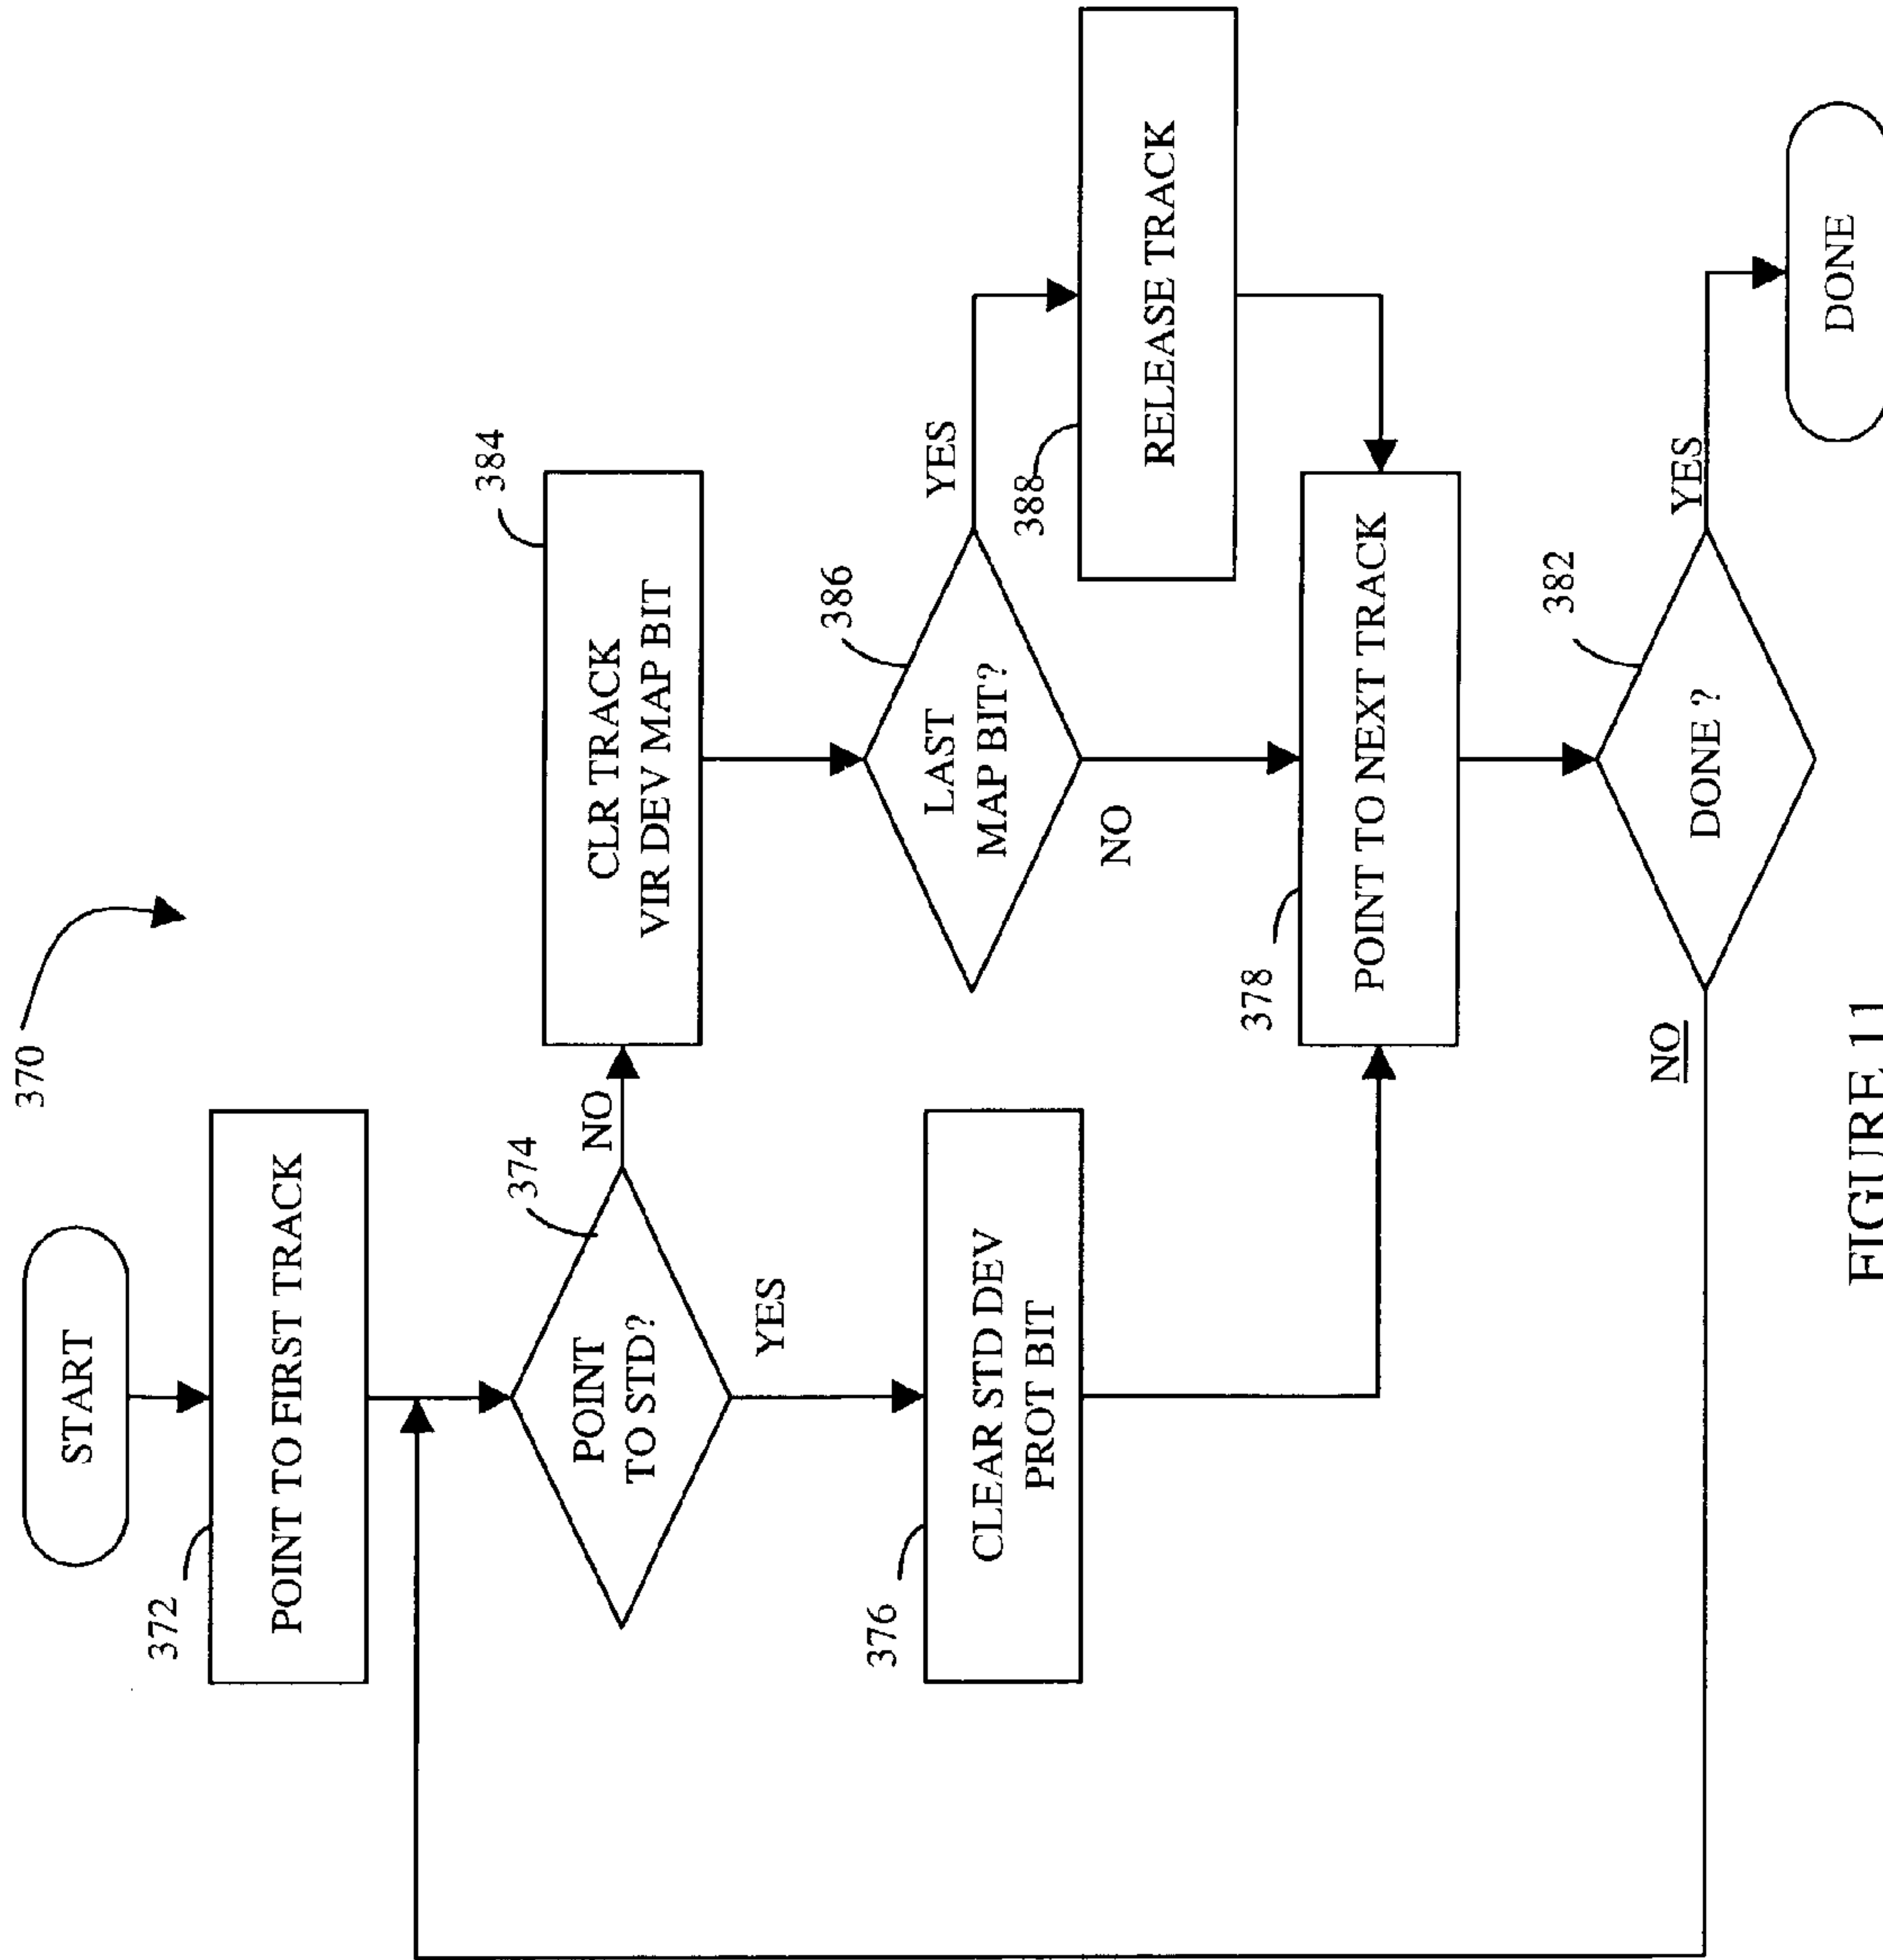 370
START
372
POINT TO FIRST TRACK
374
POINT
TO STD?
NO
YES
384
CLR TRACK
VIR DEV MAP BIT
376
CLEAR STD DEV
PROT BIT
386
LAST
MAP BIT?
YES
NO
388
RELEASE TRACK
378
POINT TO NEXT TRACK
382
DONE ?
NO
YES
DONE
FIGURE 11